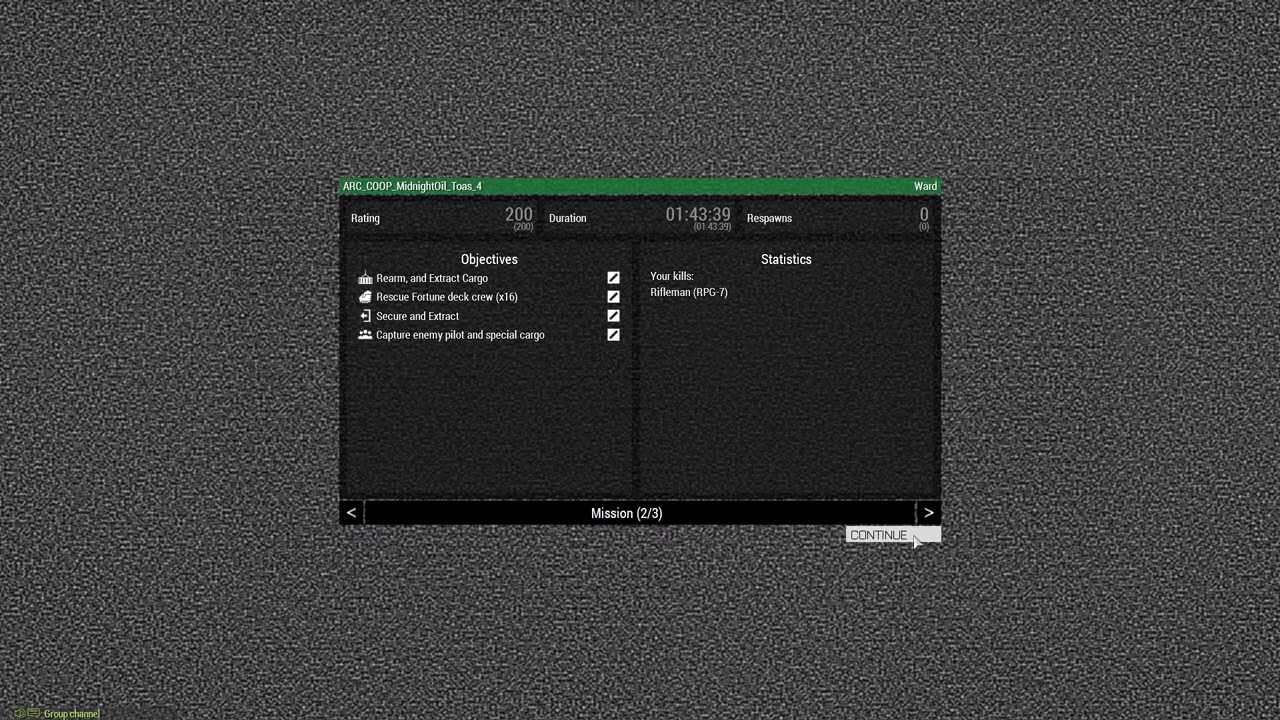 ARC_COOP_MidnightOil_Toas_4 Ward
Rating 200 (200) Duration 01:43:39 (01:43:39) Respawns 0 (0)
Objectives
Rearm, and Extract Cargo
Rescue Fortune deck crew (x16)
Secure and Extract
Capture enemy pilot and special cargo
Statistics
Your kills:
Rifleman (RPG-7)
< Mission (2/3) >
CONTINUE
Group channel